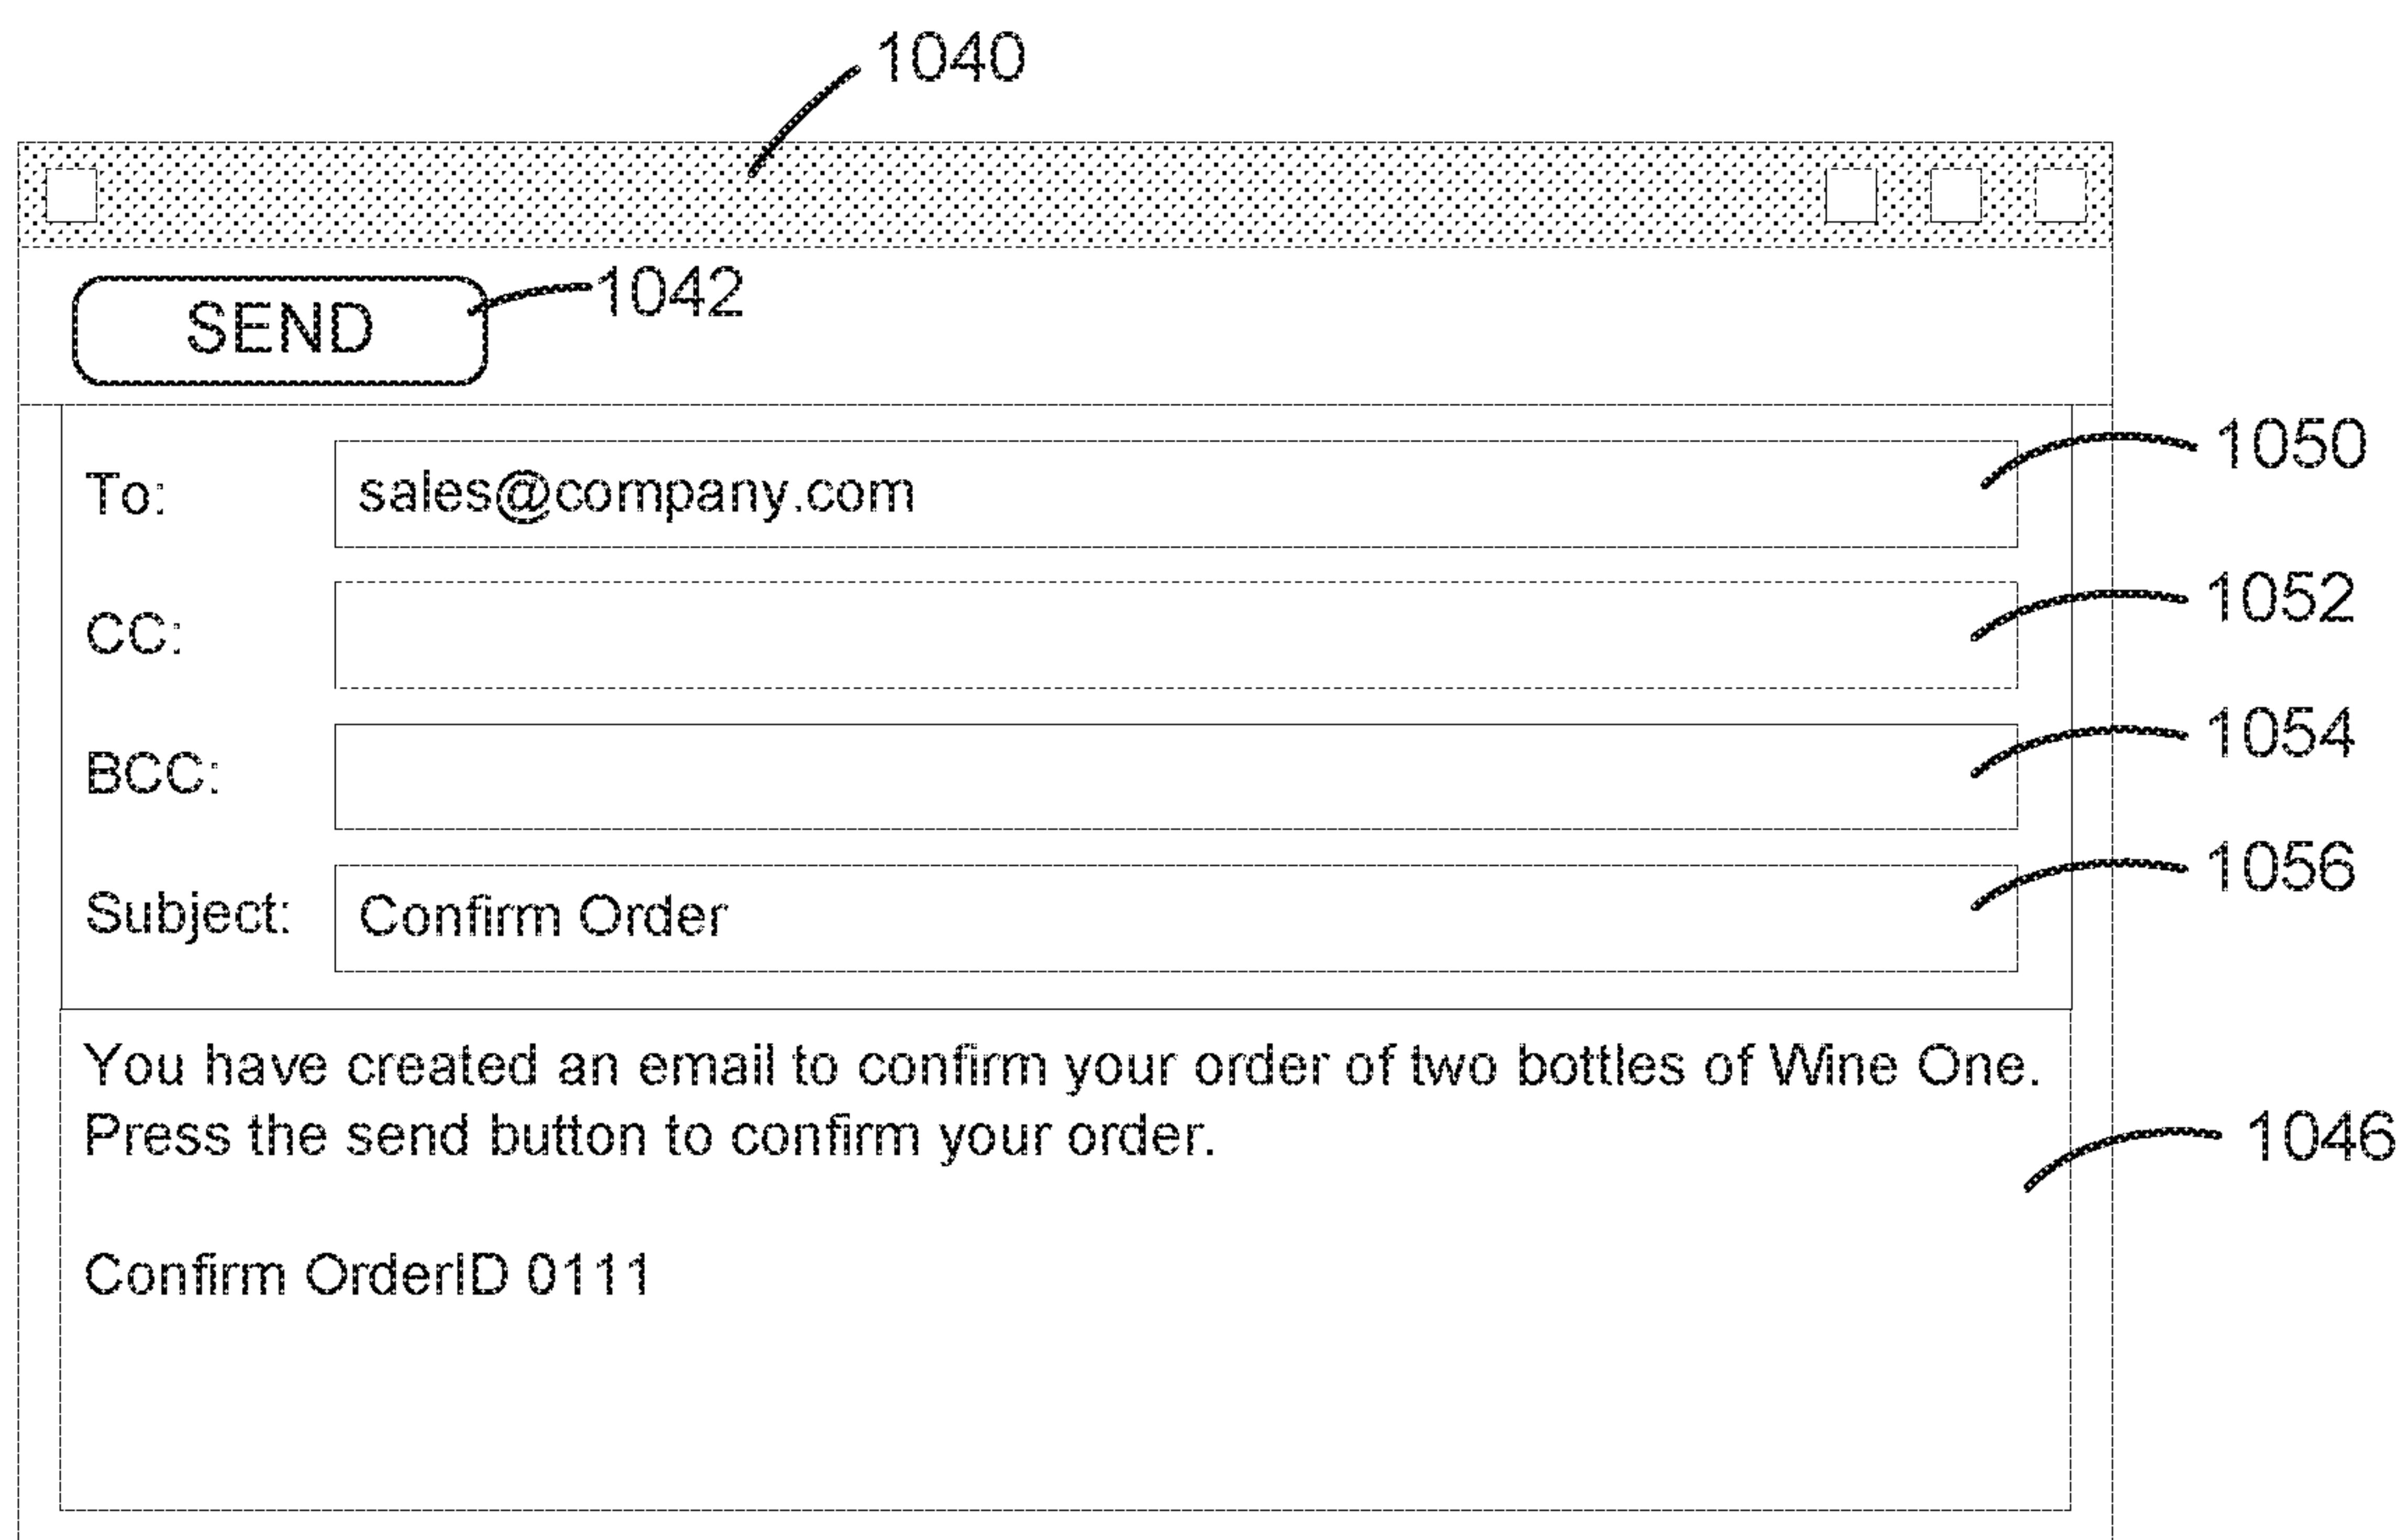 1040
SEND 1042
To: sales@company.com 1050
CC: 1052
BCC: 1054
Subject: Confirm Order 1056
You have created an email to confirm your order of two bottles of Wine One.
Press the send button to confirm your order.
1046
Confirm OrderID 0111